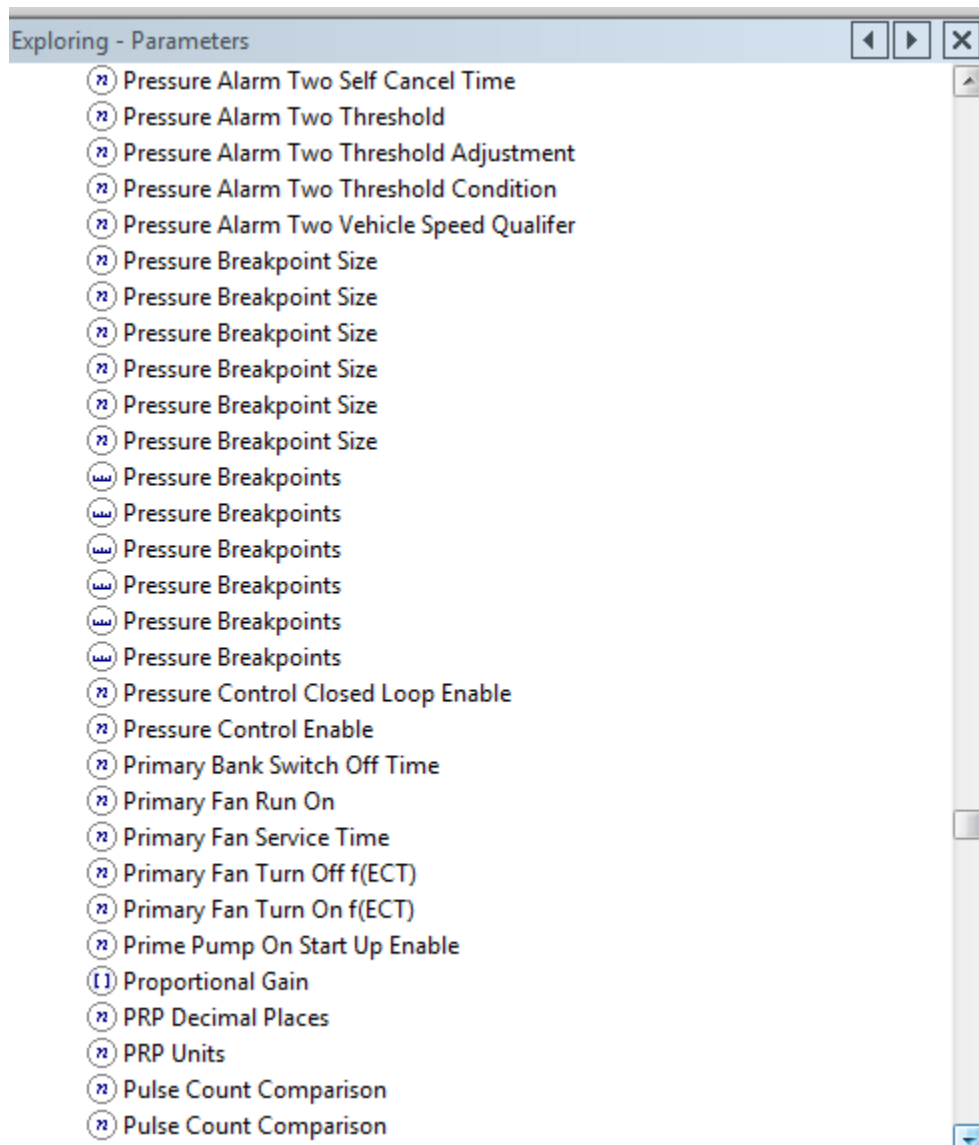 Exploring - Parameters
Pressure Alarm Two Self Cancel Time
Pressure Alarm Two Threshold
Pressure Alarm Two Threshold Adjustment
Pressure Alarm Two Threshold Condition
Pressure Alarm Two Vehicle Speed Qualifer
Pressure Breakpoint Size
Pressure Breakpoint Size
Pressure Breakpoint Size
Pressure Breakpoint Size
Pressure Breakpoint Size
Pressure Breakpoint Size
Pressure Breakpoints
Pressure Breakpoints
Pressure Breakpoints
Pressure Breakpoints
Pressure Breakpoints
Pressure Breakpoints
Pressure Control Closed Loop Enable
Pressure Control Enable
Primary Bank Switch Off Time
Primary Fan Run On
Primary Fan Service Time
Primary Fan Turn Off f(ECT)
Primary Fan Turn On f(ECT)
Prime Pump On Start Up Enable
Proportional Gain
PRP Decimal Places
PRP Units
Pulse Count Comparison
Pulse Count Comparison